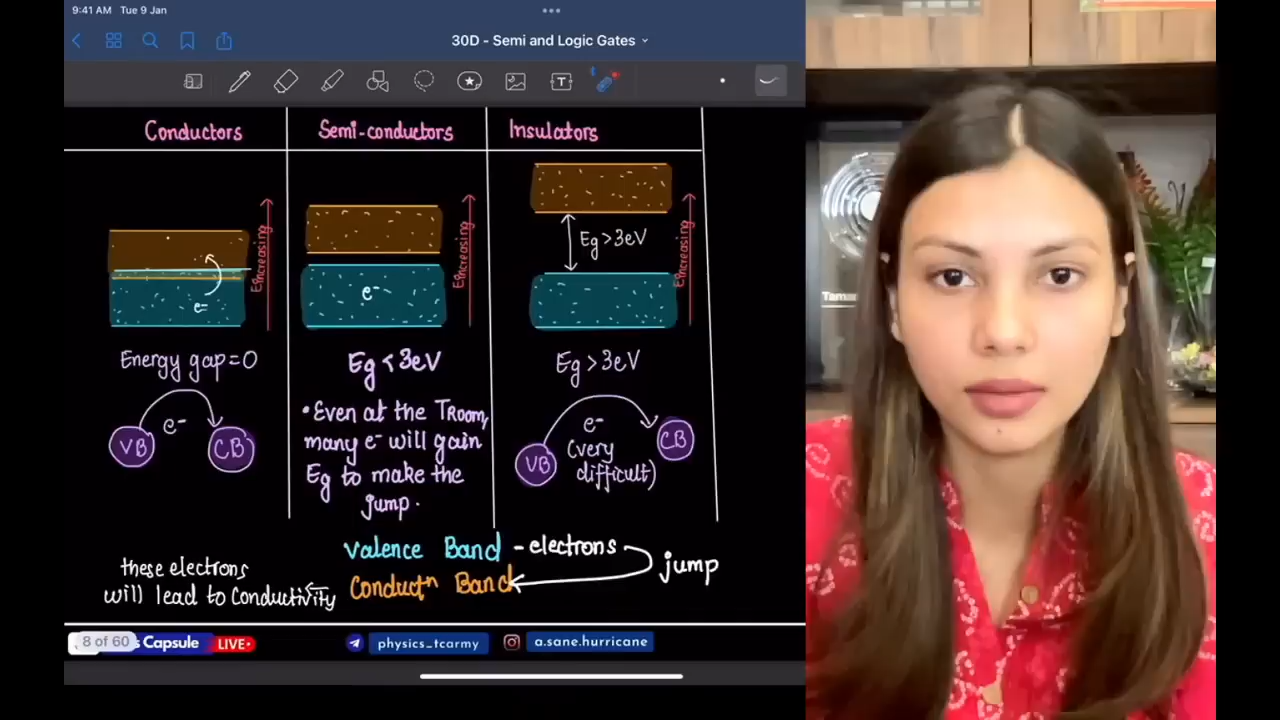 9:41 AM Tue 9 Jan
30D - Semi and Logic Gates
T
Conductors
Semi-conductors
Insulators
Increasing
e-
Energy gap=0
VB
e-
CB
Increasing
e-
Eg < 3eV
•Even at the TRoom,
many e- will gain
Eg to make the
jump.
Eg>3eV
Increasing
Eg>3eV
VB
e-
(very
difficult)
CB
Valence Band - electrons
Conductn Band
jump
these electrons
will lead to conductivity
8 of 60
Capsule LIVE
physics_tcarmy
a.sane.hurricane